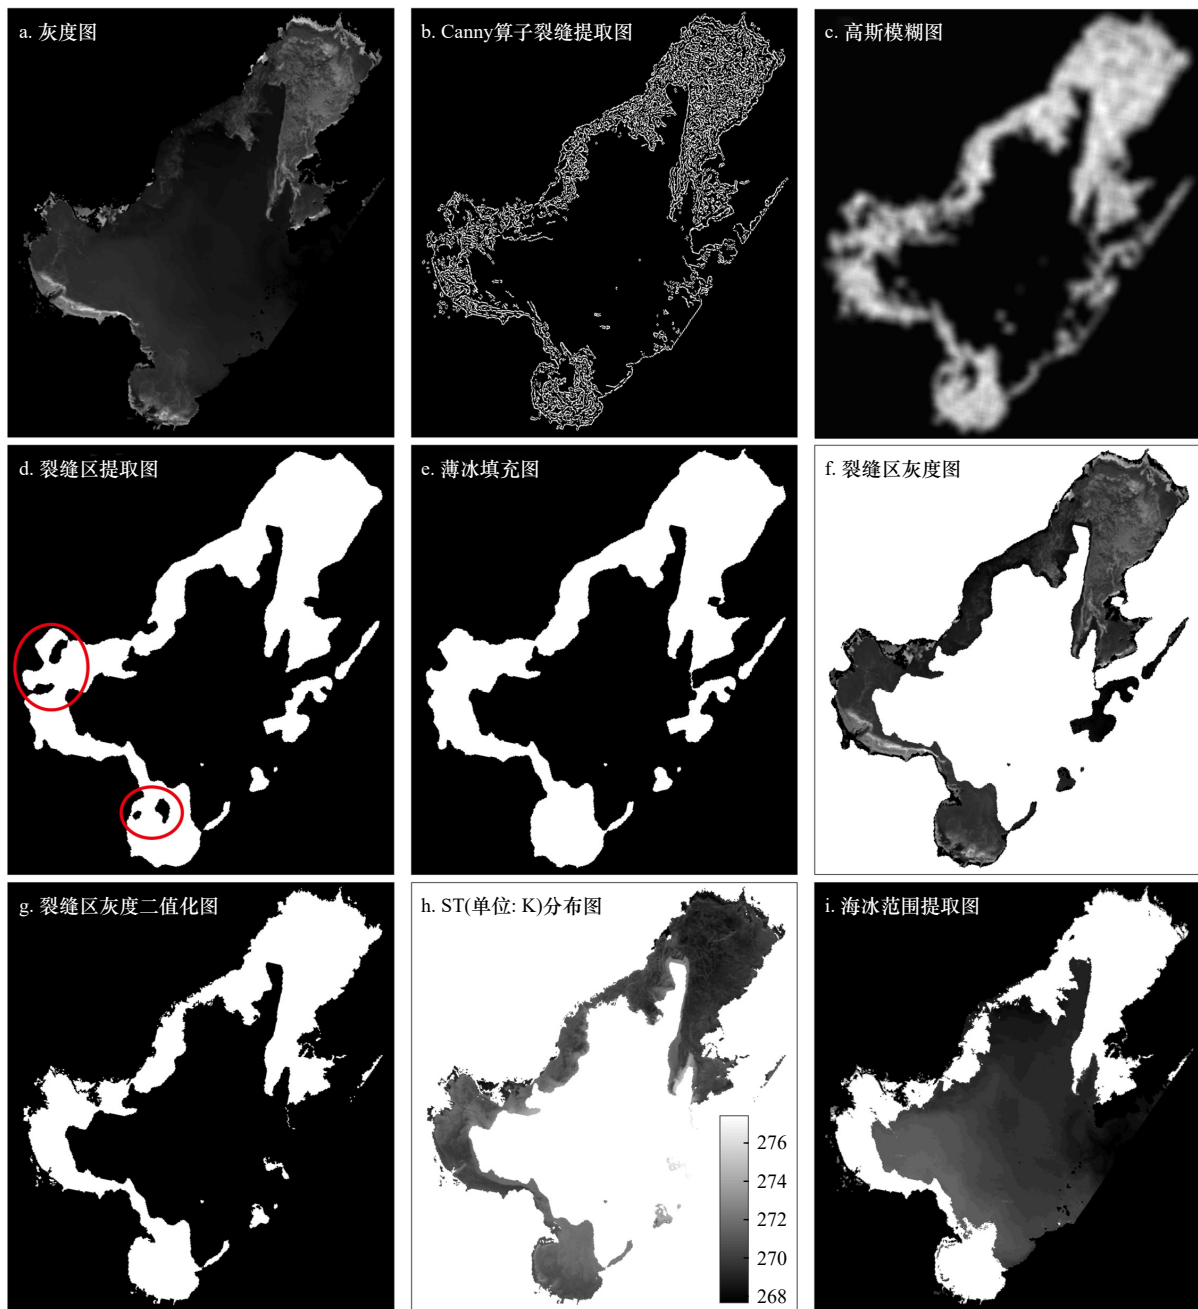 a. 灰度图
b. Canny算子裂缝提取图
c. 高斯模糊图
d. 裂缝区提取图
e. 薄冰填充图
f. 裂缝区灰度图
g. 裂缝区灰度二值化图
h. ST(单位: K)分布图
i. 海冰范围提取图
276
274
272
270
268